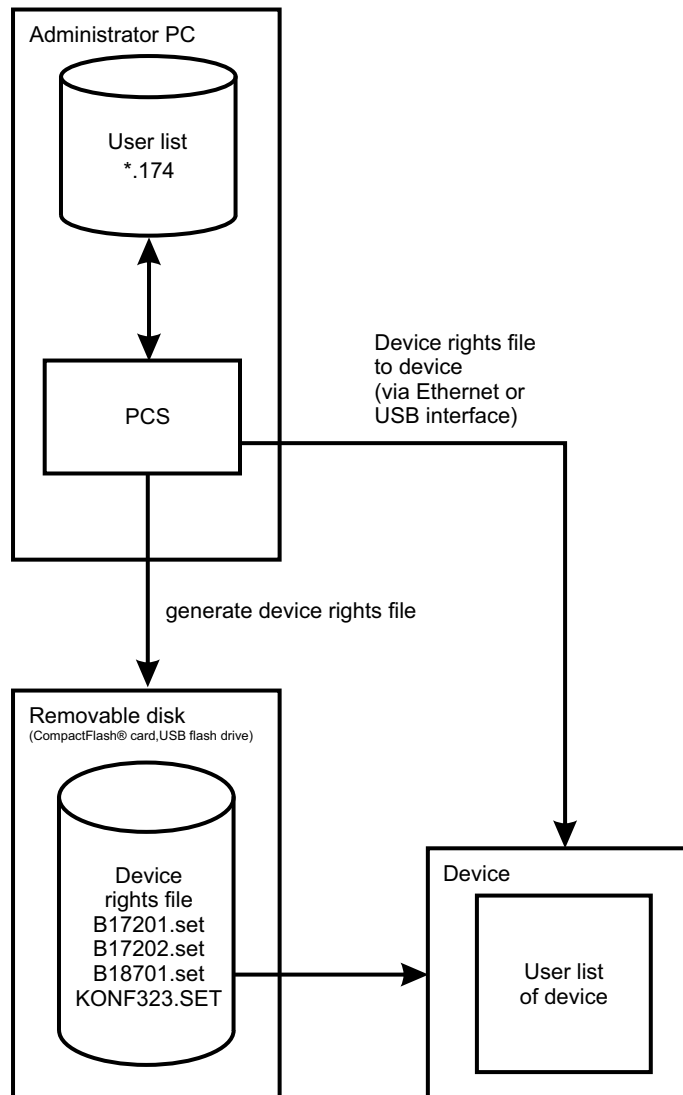 Administrator PC
User list
*.174
PCS
Device rights file
to device
(via Ethernet or
USB interface)
generate device rights file
Removable disk
(CompactFlash® card,USB flash drive)
Device
rights file
B17201.set
B17202.set
B18701.set
KONF323.SET
Device
User list
of device